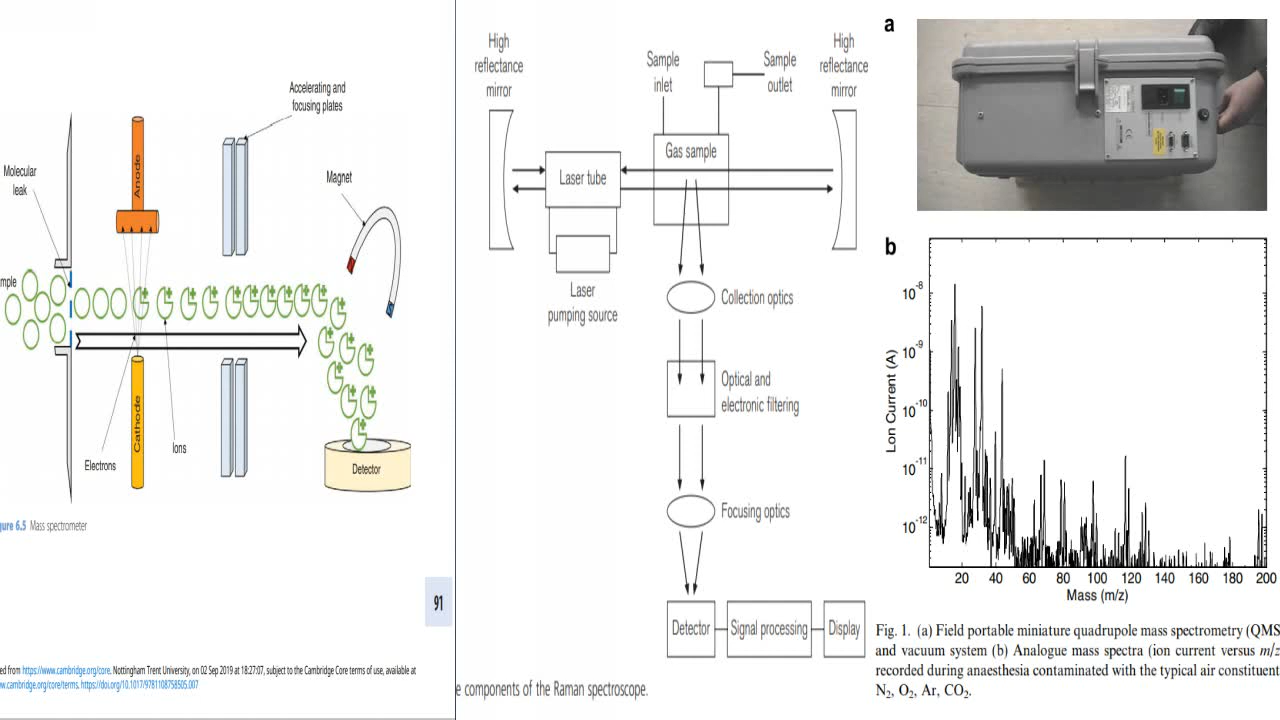 Accelerating and
focusing plates
Molecular
leak
Anode
Magnet
mple
Cathode
Electrons
Ions
Detector
gure 6.5 Mass spectrometer
91
ed from https://www.cambridge.org/core. Nottingham Trent University, on 02 Sep 2019 at 18:27:07, subject to the Cambridge Core terms of use, available at
ww.cambridge.org/core/terms. https://doi.org/10.1017/9781108758505.007
High
reflectance
mirror
Sample
inlet
Sample
outlet
High
reflectance
mirror
Laser tube
Gas sample
Laser
pumping source
Collection optics
Optical and
electronic filtering
Focusing optics
Detector
Signal processing
Display
e components of the Raman spectroscope.
a
b
Lon Current (A)
10⁻⁸
10⁻⁹
10⁻¹⁰
10⁻¹¹
10⁻¹²
20 40 60 80 100 120 140 160 180 200
Mass (m/z)
Fig. 1. (a) Field portable miniature quadrupole mass spectrometry (QMS
and vacuum system (b) Analogue mass spectra (ion current versus m/z
recorded during anaesthesia contaminated with the typical air constituent
N₂, O₂, Ar, CO₂.